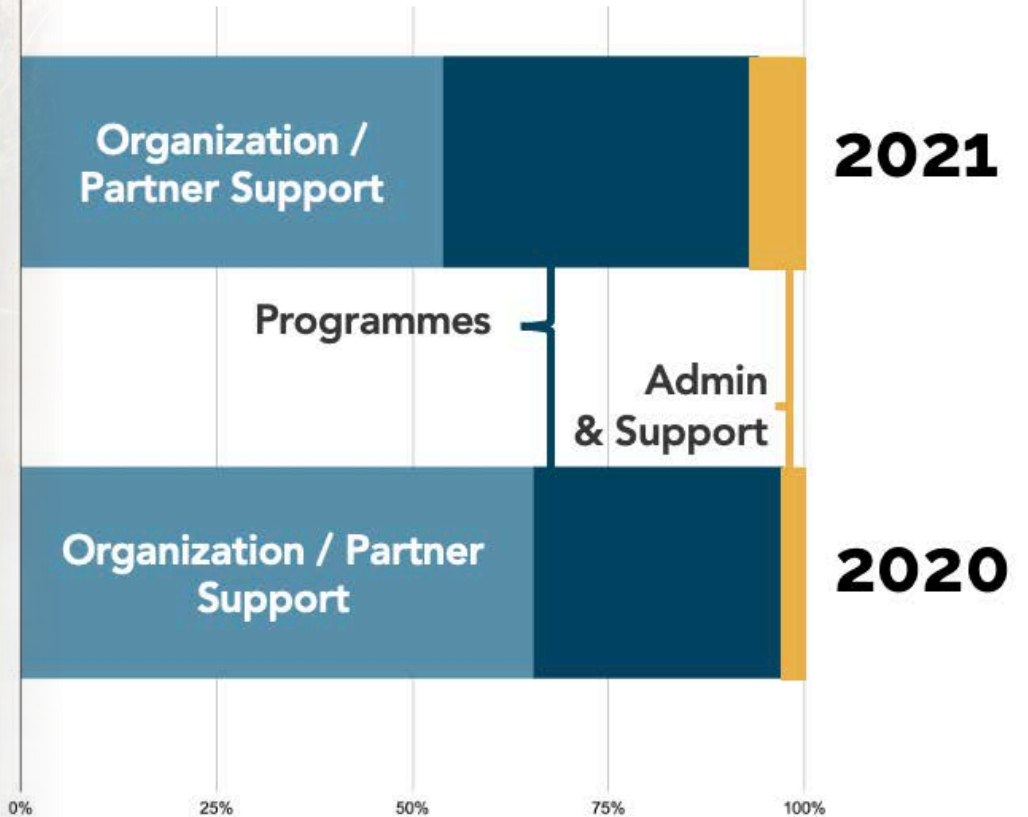 Organization /
Partner Support
2021
Programmes
Admin
& Support
Organization / Partner
Support
2020
0%
25%
50%
75%
100%